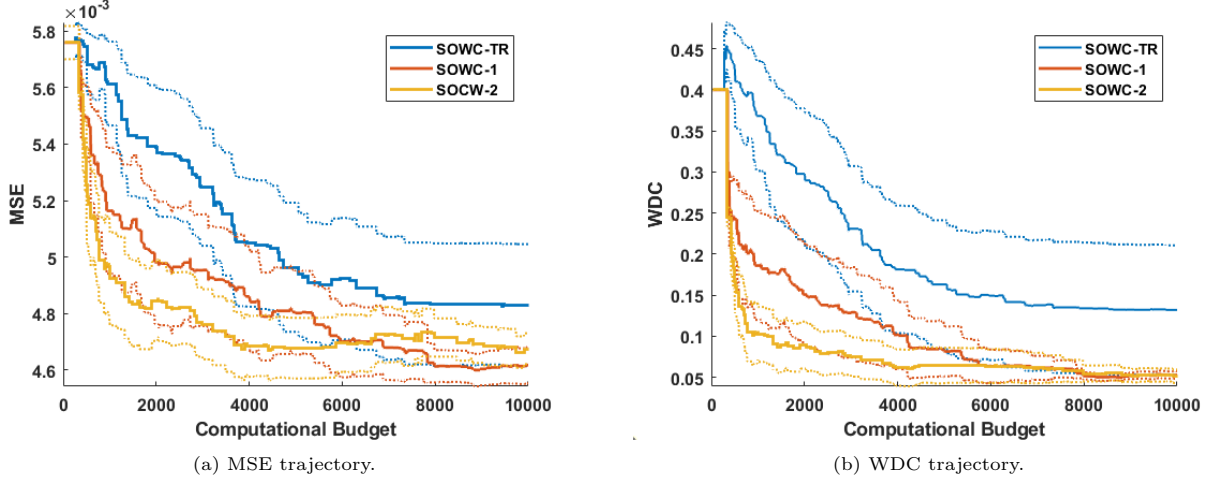 ×10⁻³
5.8
5.6
5.4
5.2
5
4.8
4.6
MSE
0 2000 4000 6000 8000 10000
Computational Budget
SOWC-TR
SOWC-1
SOCW-2
(a) MSE trajectory.
0.45
0.4
0.35
0.3
0.25
0.2
0.15
0.1
0.05
WDC
0 2000 4000 6000 8000 10000
Computational Budget
SOWC-TR
SOWC-1
SOWC-2
(b) WDC trajectory.